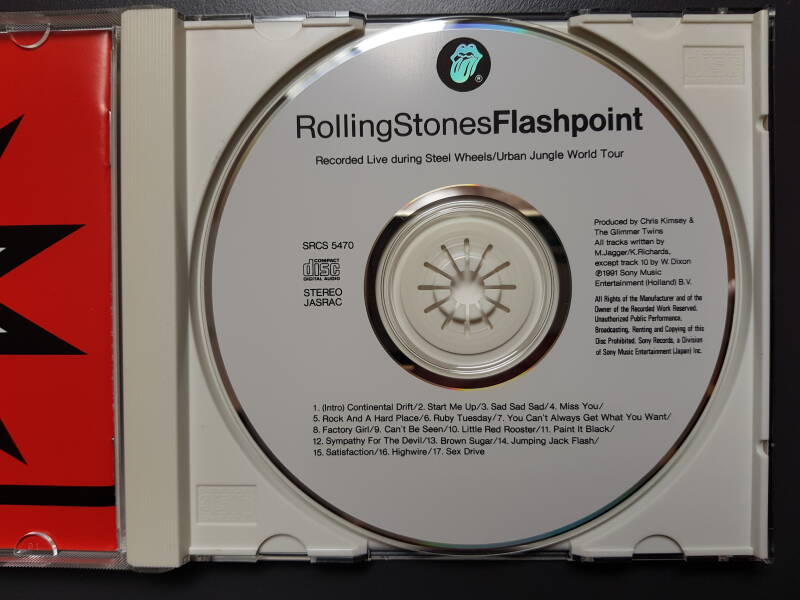 ®
RollingStonesFlashpoint
Recorded Live during Steel Wheels/Urban Jungle World Tour
SRCS 5470
COMPACT
disc
DIGITAL AUDIO
STEREO
JASRAC
Produced by Chris Kimsey &
The Glimmer Twins
All tracks written by
M.Jagger/K.Richards,
except track 10 by W. Dixon
℗1991 Sony Music
Entertainment (Holland) B.V.
All Rights of the Manufacturer and of the
Owner of the Recorded Work Reserved.
Unauthorized Public Performance,
Broadcasting, Renting and Copying of this
Disc Prohibited. Sony Records, a Division
of Sony Music Entertainment (Japan) Inc.
1. (Intro) Continental Drift/2. Start Me Up/3. Sad Sad Sad/4. Miss You/
5. Rock And A Hard Place/6. Ruby Tuesday/7. You Can't Always Get What You Want/
8. Factory Girl/9. Can't Be Seen/10. Little Red Rooster/11. Paint It Black/
12. Sympathy For The Devil/13. Brown Sugar/14. Jumping Jack Flash/
15. Satisfaction/16. Highwire/17. Sex Drive